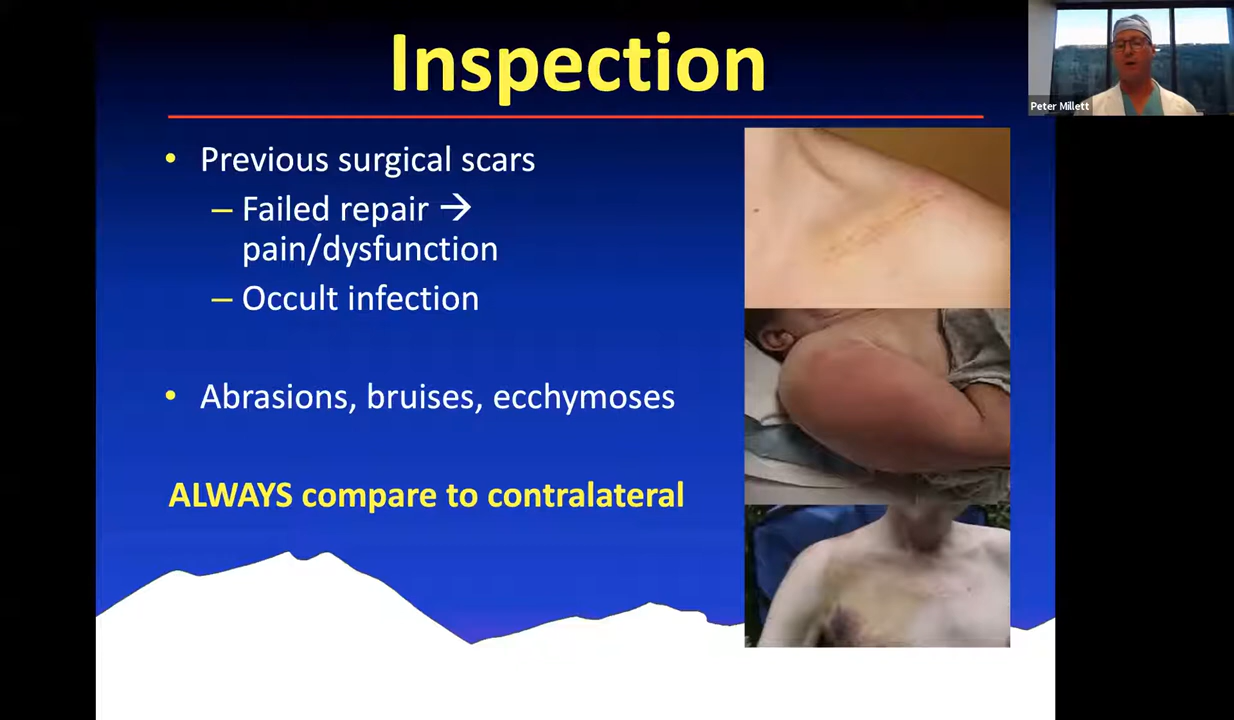 Inspection
Peter Millett
• Previous surgical scars
– Failed repair →
pain/dysfunction
– Occult infection
• Abrasions, bruises, ecchymoses
ALWAYS compare to contralateral